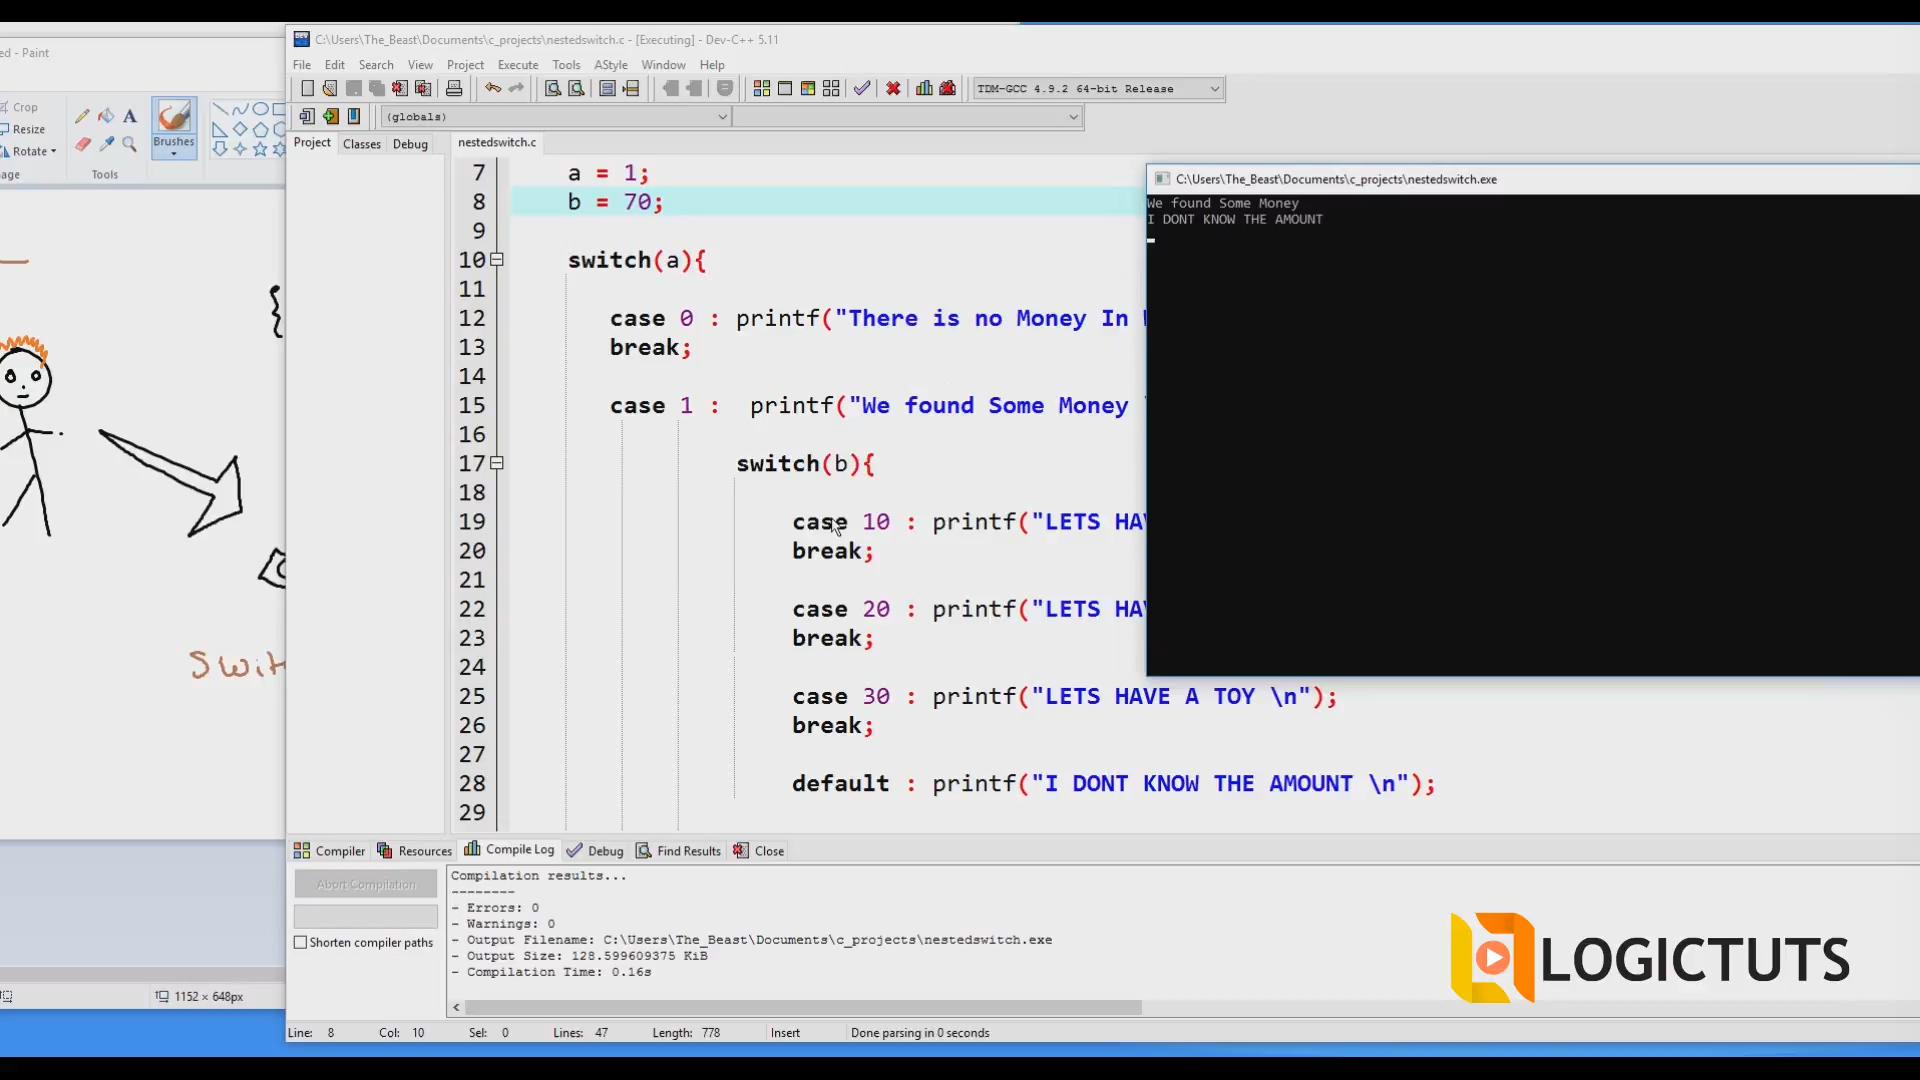 ed - Paint
Crop
Resize
Rotate
age
Tools
Brushes
Swit
C:\Users\The_Beast\Documents\c_projects\nestedswitch.c - [Executing] - Dev-C++ 5.11
File Edit Search View Project Execute Tools AStyle Window Help
TDM-GCC 4.9.2 64-bit Release
(globals)
Project Classes Debug
nestedswitch.c
7 a = 1;
8 b = 70;
9
10 switch(a){
11
12 case 0 : printf("There is no Money In
13 break;
14
15 case 1 : printf("We found Some Money
16
17 switch(b){
18
19 case 10 : printf("LETS HAV
20 break;
21
22 case 20 : printf("LETS HAV
23 break;
24
25 case 30 : printf("LETS HAVE A TOY \n");
26 break;
27
28 default : printf("I DONT KNOW THE AMOUNT \n");
29
C:\Users\The_Beast\Documents\c_projects\nestedswitch.exe
We found Some Money
I DONT KNOW THE AMOUNT
Compiler Resources Compile Log Debug Find Results Close
Abort Compilation
Shorten compiler paths
Compilation results...
--------
- Errors: 0
- Warnings: 0
- Output Filename: C:\Users\The_Beast\Documents\c_projects\nestedswitch.exe
- Output Size: 128.599609375 KiB
- Compilation Time: 0.16s
1152 × 648px
Line: 8 Col: 10 Sel: 0 Lines: 47 Length: 778 Insert Done parsing in 0 seconds
LOGICTUTS